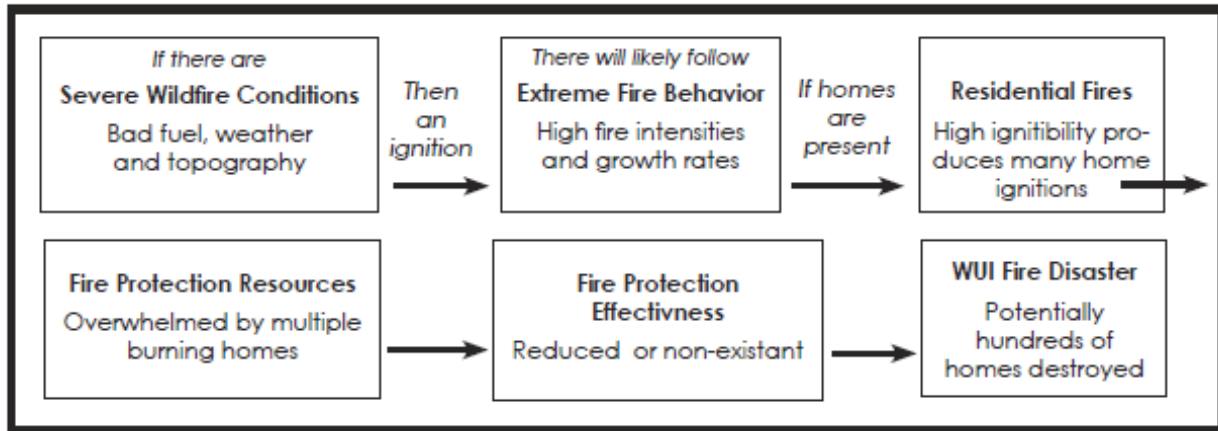 If there are
Severe Wildfire Conditions
Bad fuel, weather
and topography
Then
an
ignition
There will likely follow
Extreme Fire Behavior
High fire intensities
and growth rates
If homes
are
present
Residential Fires
High ignitibility pro-
duces many home
ignitions
Fire Protection Resources
Overwhelmed by multiple
burning homes
Fire Protection
Effectivness
Reduced or non-existant
WUI Fire Disaster
Potentially
hundreds of
homes destroyed